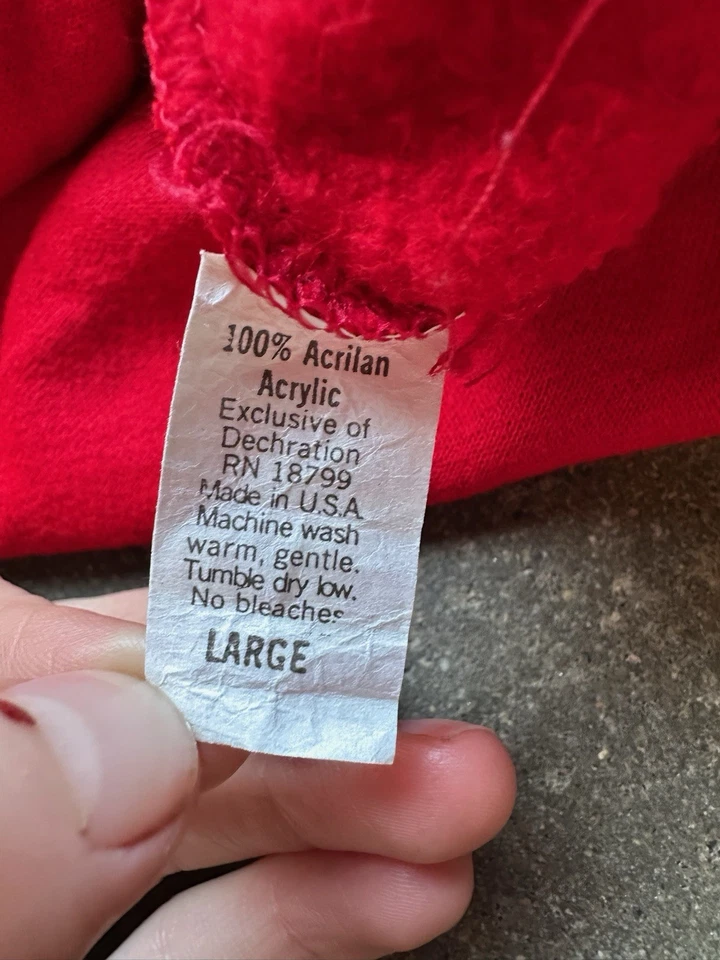 100% Acrilan
Acrylic
Exclusive of
Dechration
RN 18799
Made in U.S.A.
Machine wash
warm, gentle.
Tumble dry low.
No bleaches
LARGE